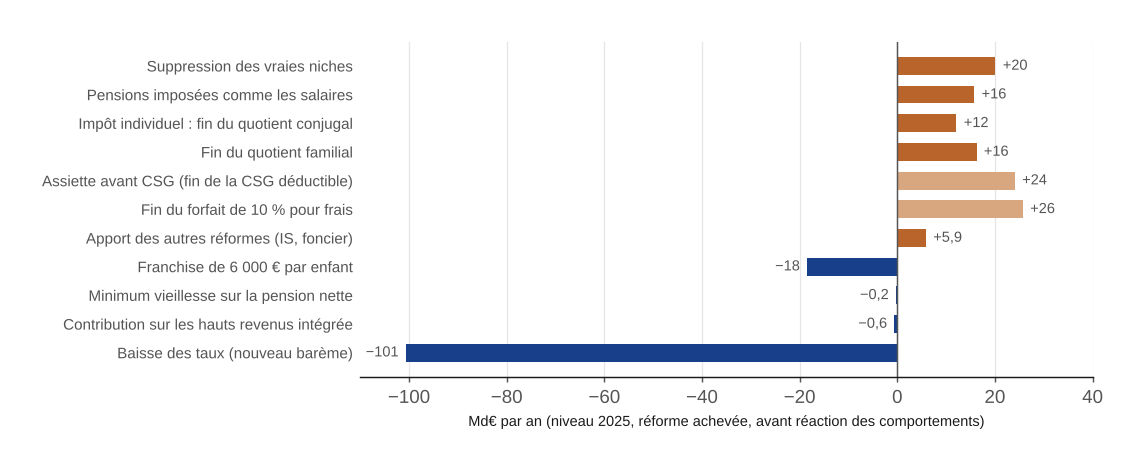 Suppression des vraies niches +20
Pensions imposées comme les salaires +16
Impôt individuel : fin du quotient conjugal +12
Fin du quotient familial +16
Assiette avant CSG (fin de la CSG déductible) +24
Fin du forfait de 10 % pour frais +26
Apport des autres réformes (IS, foncier) +5,9
Franchise de 6 000 € par enfant −18
Minimum vieillesse sur la pension nette −0,2
Contribution sur les hauts revenus intégrée −0,6
Baisse des taux (nouveau barème) −101
−100 −80 −60 −40 −20 0 20 40
Md€ par an (niveau 2025, réforme achevée, avant réaction des comportements)